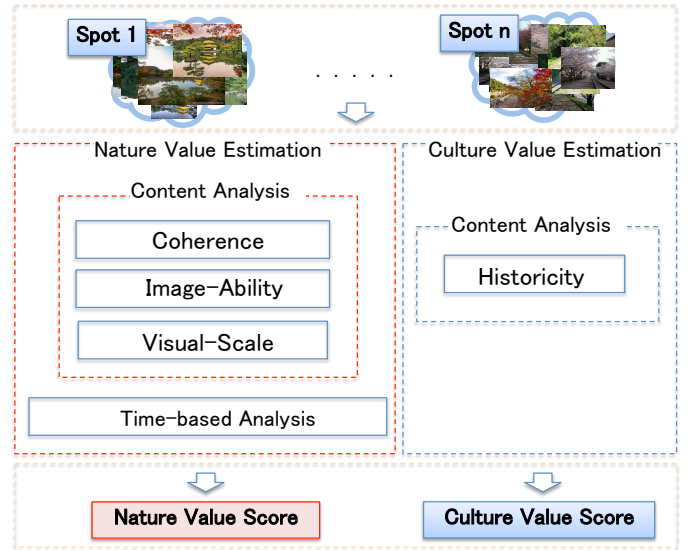 Spot 1
Spot n
. . . . .
Nature Value Estimation
Culture Value Estimation
Content Analysis
Coherence
Image-Ability
Visual-Scale
Time-based Analysis
Content Analysis
Historicity
Nature Value Score
Culture Value Score